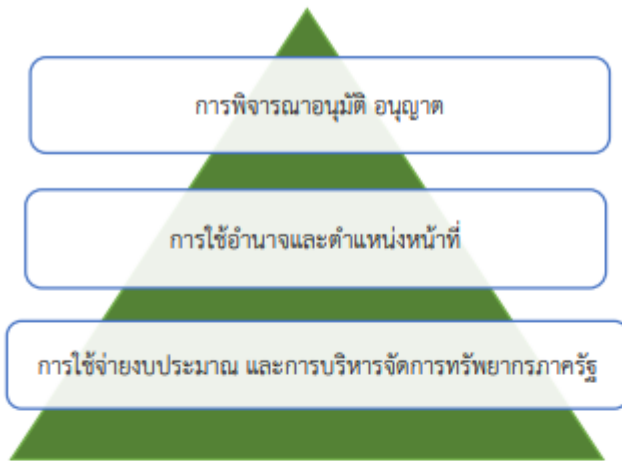 การพิจารณาอนุมัติ อนุญาต
การใช้อำนาจและตำแหน่งหน้าที่
การใช้จ่ายงบประมาณ และการบริหารจัดการทรัพยากรภาครัฐ